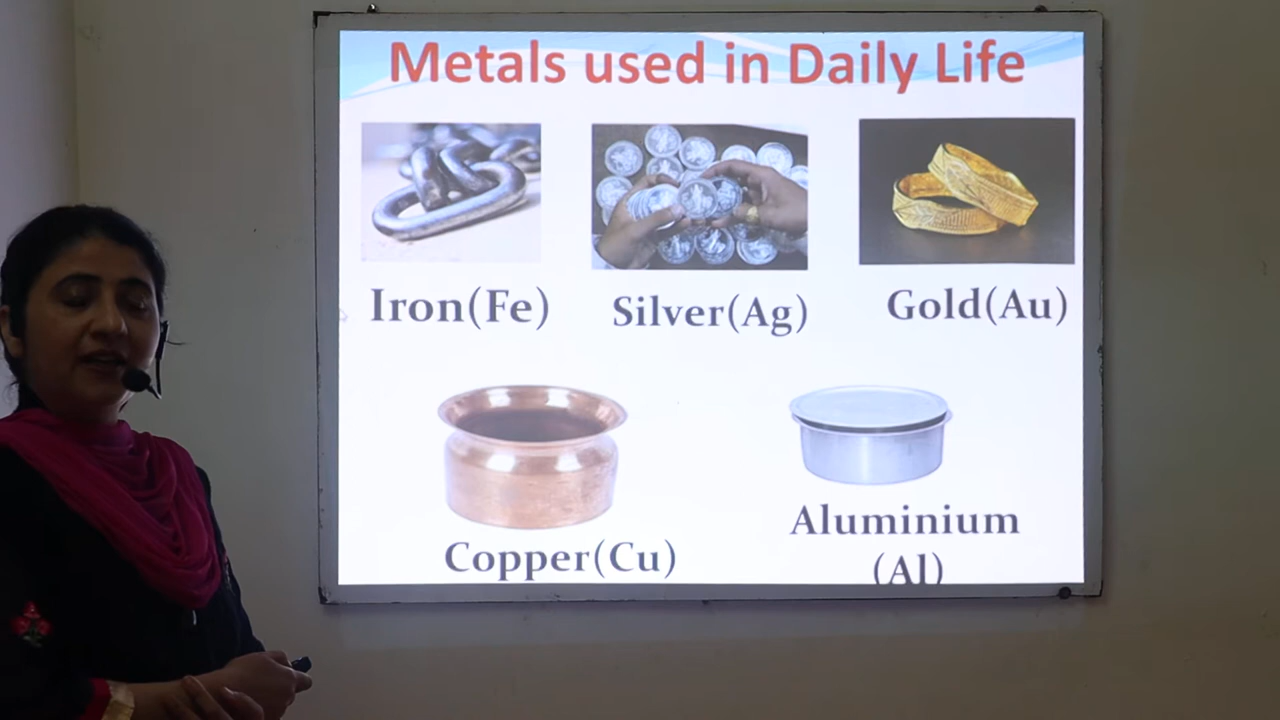 Metals used in Daily Life
Iron(Fe)
Silver(Ag)
Gold(Au)
Copper(Cu)
Aluminium
(Al)